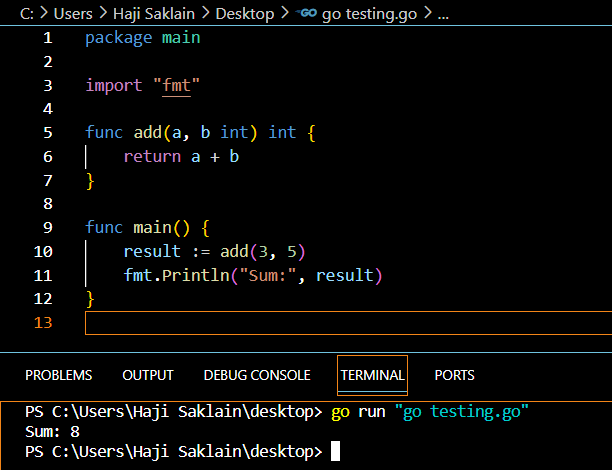 C: > Users > Haji Saklain > Desktop > GO go testing.go > ...
1 package main
2
3 import "fmt"
4
5 func add(a, b int) int {
6     return a + b
7 }
8
9 func main() {
10     result := add(3, 5)
11     fmt.Println("Sum:", result)
12 }
13
PROBLEMS OUTPUT DEBUG CONSOLE TERMINAL PORTS
PS C:\Users\Haji Saklain\desktop> go run "go testing.go"
Sum: 8
PS C:\Users\Haji Saklain\desktop>